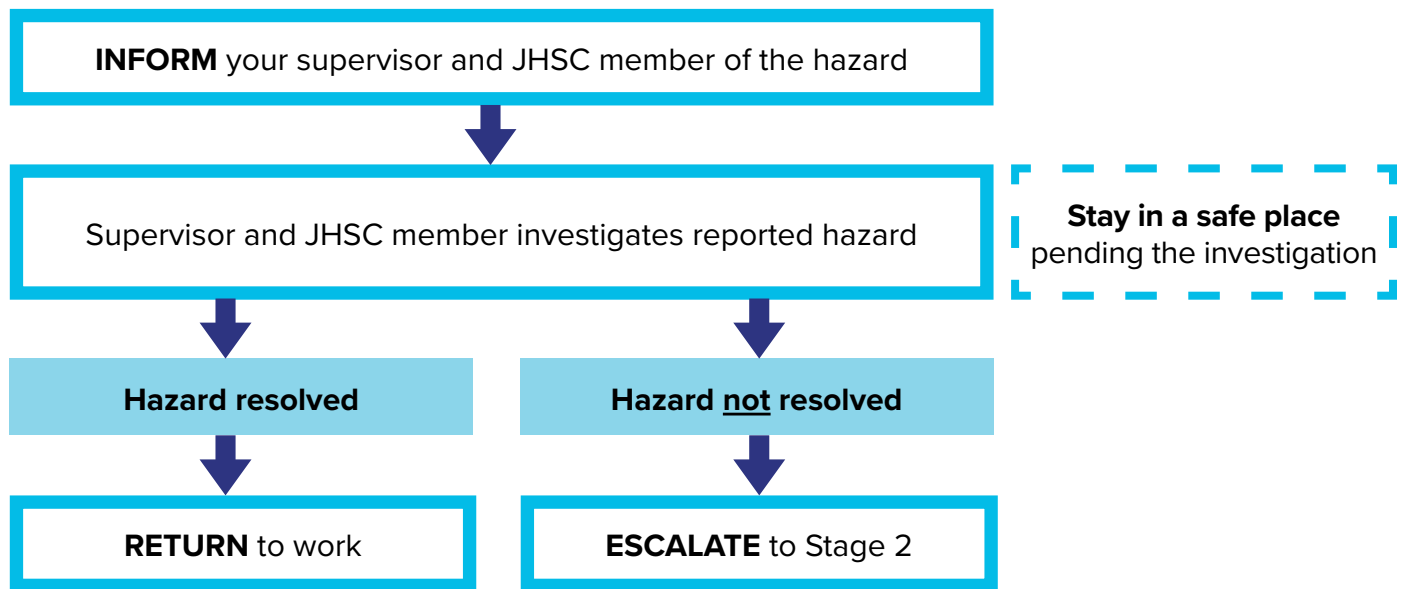 INFORM your supervisor and JHSC member of the hazard
Supervisor and JHSC member investigates reported hazard
Stay in a safe place
pending the investigation
Hazard resolved
Hazard not resolved
RETURN to work
ESCALATE to Stage 2